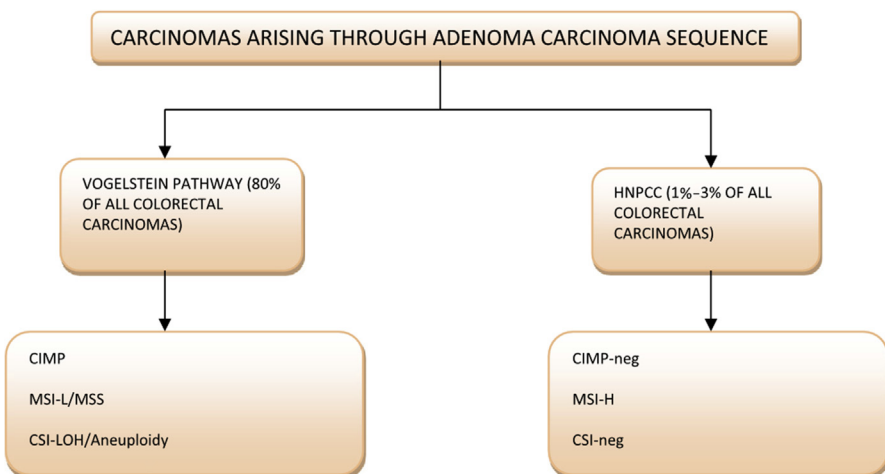 CARCINOMAS ARISING THROUGH ADENOMA CARCINOMA SEQUENCE
VOGELSTEIN PATHWAY (80%
OF ALL COLORECTAL
CARCINOMAS)
HNPCC (1%–3% OF ALL
COLORECTAL
CARCINOMAS)
CIMP
MSI-L/MSS
CSI-LOH/Aneuploidy
CIMP-neg
MSI-H
CSI-neg